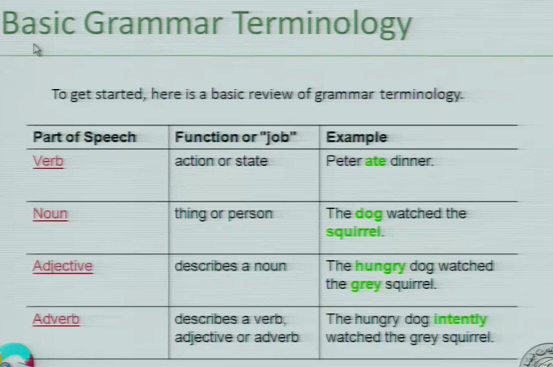 Basic Grammar Terminology
To get started, here is a basic review of grammar terminology.
Part of Speech Function or "job" Example
Verb action or state Peter ate dinner.
Noun thing or person The dog watched the
squirrel.
Adjective describes a noun The hungry dog watched
the grey squirrel.
Adverb describes a verb, The hungry dog intently
adjective or adverb watched the grey squirrel.